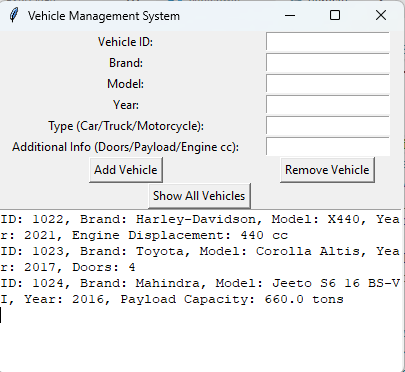 Vehicle Management System
Vehicle ID:
Brand:
Model:
Year:
Type (Car/Truck/Motorcycle):
Additional Info (Doors/Payload/Engine cc):
Add Vehicle
Remove Vehicle
Show All Vehicles
ID: 1022, Brand: Harley-Davidson, Model: X440, Yea
r: 2021, Engine Displacement: 440 cc
ID: 1023, Brand: Toyota, Model: Corolla Altis, Yea
r: 2017, Doors: 4
ID: 1024, Brand: Mahindra, Model: Jeeto S6 16 BS-V
I, Year: 2016, Payload Capacity: 660.0 tons